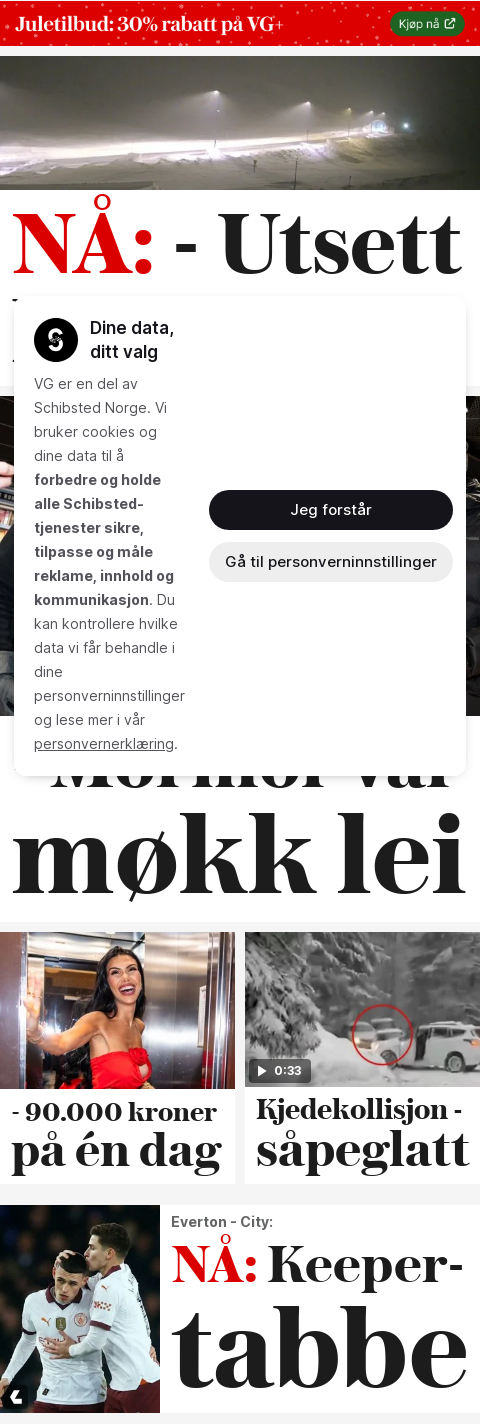 Juletilbud: 30% rabatt på VG+
Kjøp nå
NÅ: - Utsett
Dine data,
ditt valg
VG er en del av
Schibsted Norge. Vi
bruker cookies og
dine data til å
forbedre og holde
alle Schibsted-
tjenester sikre,
tilpasse og måle
reklame, innhold og
kommunikasjon. Du
kan kontrollere hvilke
data vi får behandle i
dine
personverninnstillinger
og lese mer i vår
personvernerklæring.
Jeg forstår
Gå til personverninnstillinger
møkk lei
- 90.000 kroner
på én dag
0:33
Kjedekollisjon -
såpeglatt
Everton - City:
NÅ: Keeper-
tabbe